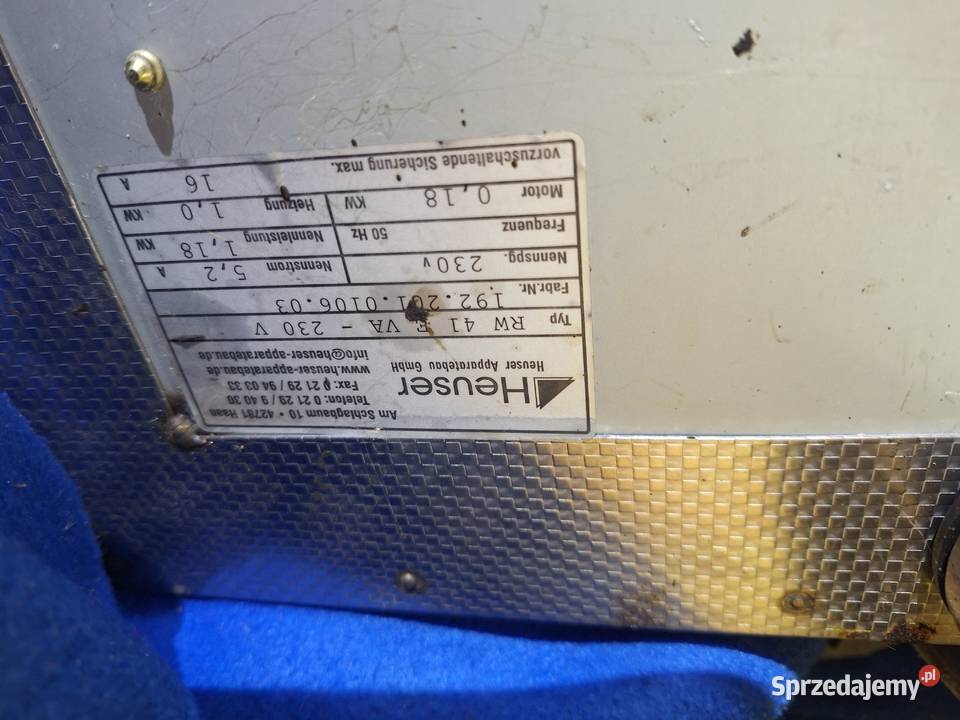 Heuser
Heuser Apparatebau GmbH
Am Schlagbaum 10 • 42781 Haan
Telefon: 0 21 29 / 9 40 30
Fax: 0 21 29 / 94 03 33
www.heuser-apparatebau.de
info@heuser-apparatebau.de
Typ RW 41 E VA - 230 V
Fabr.Nr. 192.201.0106.03
Nennspg. 230 V Nennstrom 5,2 A
Frequenz 50 Hz Nennleistung 1,18 KW
Motor 0,18 KW Heizung 1,0 KW
vorzuschaltende Sicherung max. 16 A
Sprzedajemy.pl